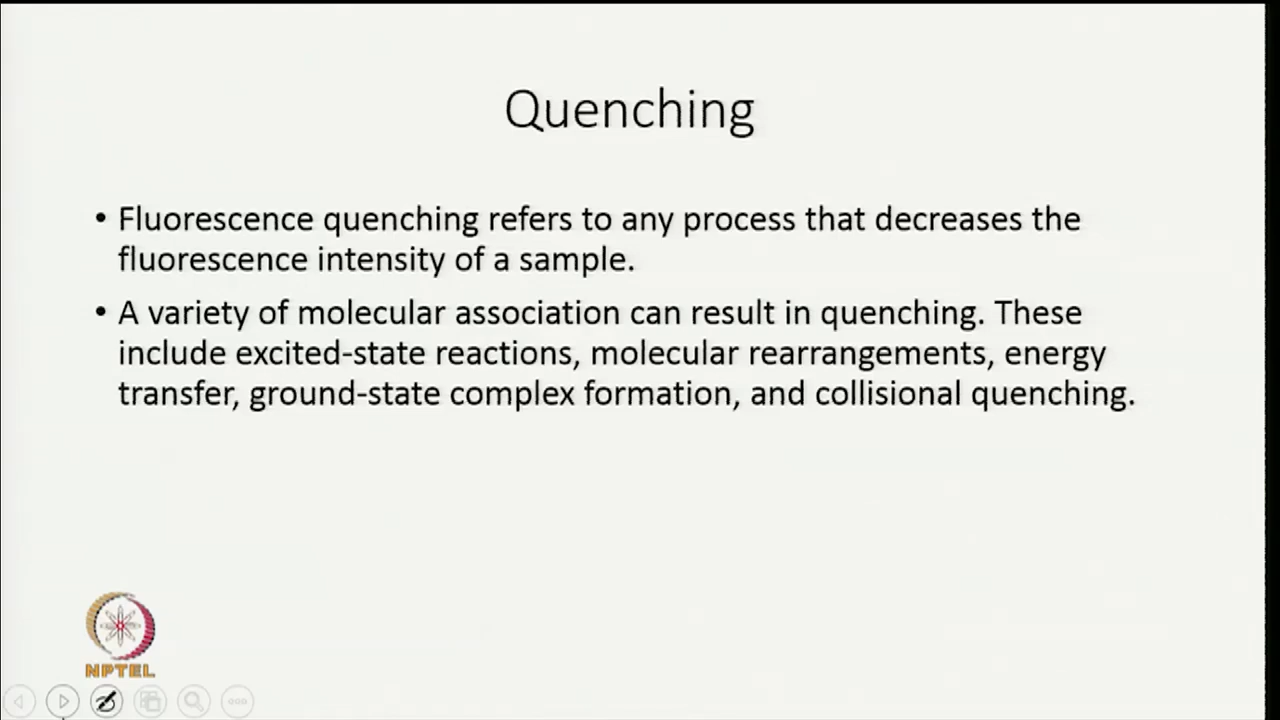 Quenching
• Fluorescence quenching refers to any process that decreases the
fluorescence intensity of a sample.
• A variety of molecular association can result in quenching. These
include excited-state reactions, molecular rearrangements, energy
transfer, ground-state complex formation, and collisional quenching.
NPTEL